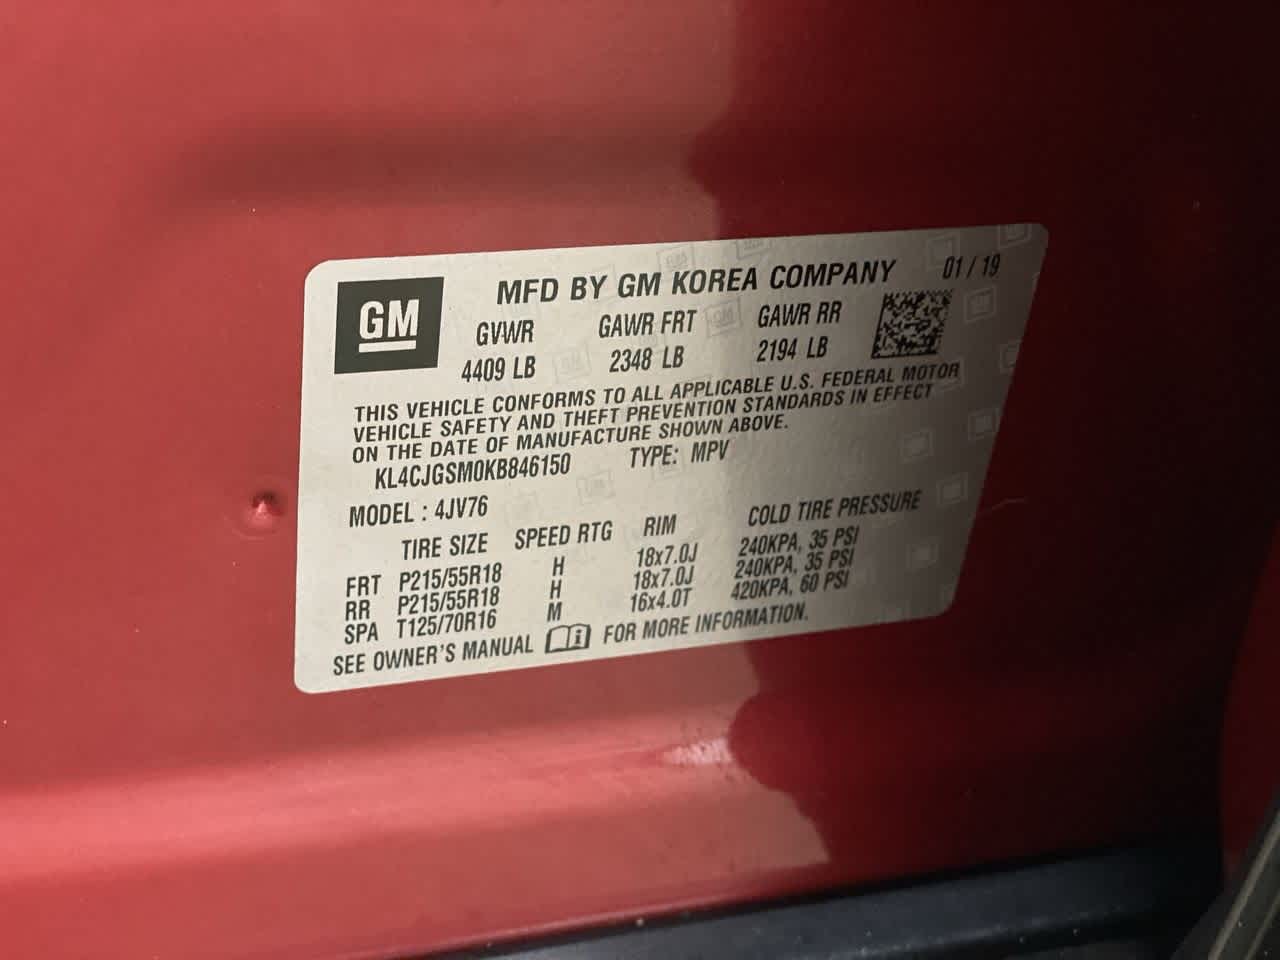 GM
MFD BY GM KOREA COMPANY 01 / 19
GVWR GAWR FRT GAWR RR
4409 LB 2348 LB 2194 LB
THIS VEHICLE CONFORMS TO ALL APPLICABLE U.S. FEDERAL MOTOR
VEHICLE SAFETY AND THEFT PREVENTION STANDARDS IN EFFECT
ON THE DATE OF MANUFACTURE SHOWN ABOVE.
KL4CJGSM0KB846150 TYPE: MPV
MODEL : 4JV76
TIRE SIZE SPEED RTG RIM COLD TIRE PRESSURE
FRT P215/55R18 H 18x7.0J 240KPA, 35 PSI
RR P215/55R18 H 18x7.0J 240KPA, 35 PSI
SPA T125/70R16 M 16x4.0T 420KPA, 60 PSI
SEE OWNER'S MANUAL i FOR MORE INFORMATION.